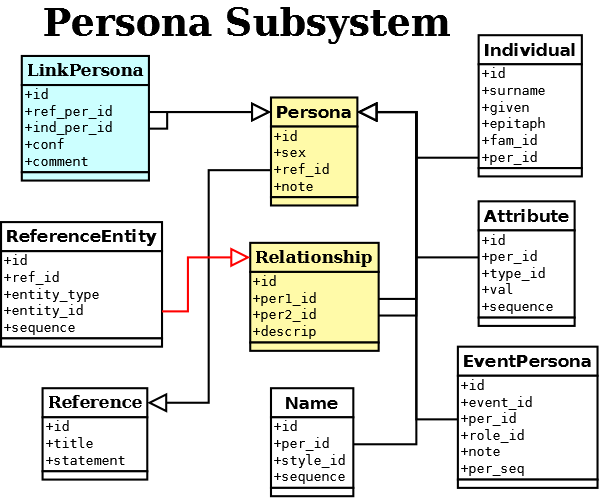 Persona Subsystem
LinkPersona
+id
+ref_per_id
+ind_per_id
+conf
+comment
Persona
+id
+sex
+ref_id
+note
Individual
+id
+surname
+given
+epitaph
+fam_id
+per_id
ReferenceEntity
+id
+ref_id
+entity_type
+entity_id
+sequence
Relationship
+id
+per1_id
+per2_id
+descrip
Attribute
+id
+per_id
+type_id
+val
+sequence
Reference
+id
+title
+statement
Name
+id
+per_id
+style_id
+sequence
EventPersona
+id
+event_id
+per_id
+role_id
+note
+per_seq